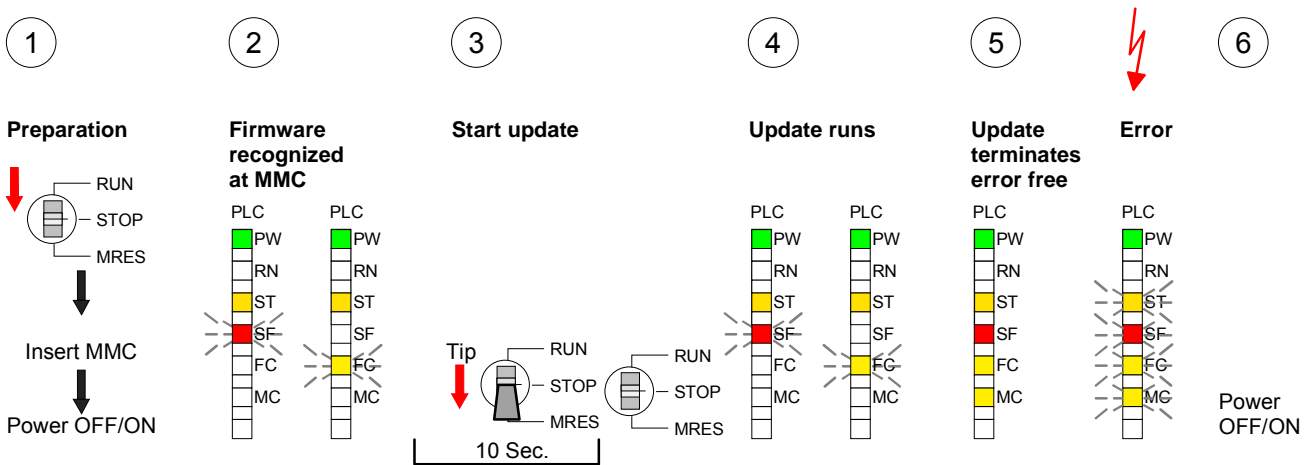 1
Preparation
RUN
STOP
MRES
Insert MMC
Power OFF/ON
2
Firmware
recognized
at MMC
PLC
PW
RN
ST
SF
FC
MC
PLC
PW
RN
ST
SF
FC
MC
3
Start update
Tip
RUN
STOP
MRES
10 Sec.
RUN
STOP
MRES
4
Update runs
PLC
PW
RN
ST
SF
FC
MC
PLC
PW
RN
ST
SF
FC
MC
5
Update
terminates
error free
PLC
PW
RN
ST
SF
FC
MC
Error
PLC
PW
RN
ST
SF
FC
MC
6
Power
OFF/ON